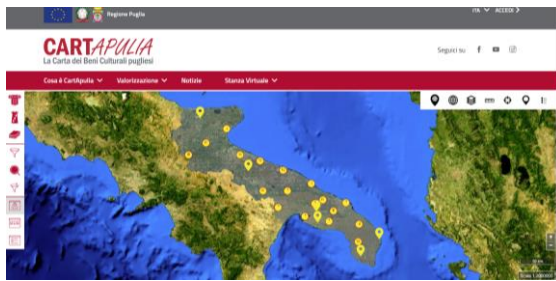 Regione Puglia
ITA ACCEDI >
CARTAPULIA
La Carta dei Beni Culturali pugliesi
Seguici su
Cosa è CartApulia Valorizzazione Notizie Stanza Virtuale